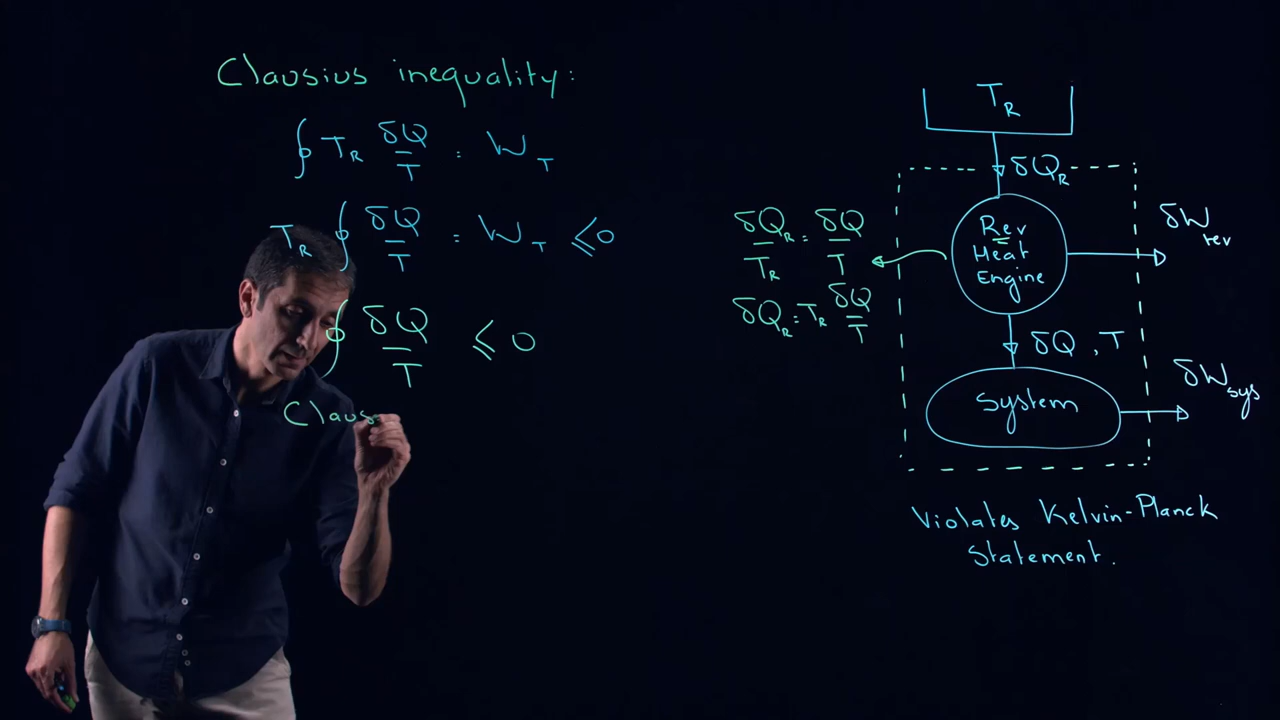 Clausius inequality:
∮ T_R δQ/T = W_T
T_R ∮ δQ/T = W_T ≤ 0
∮ δQ/T ≤ 0
Claus
T_R
δQ_R
Rev
Heat
Engine
δW_rev
δQ_R/T_R = δQ/T
δQ_R = T_R δQ/T
δQ, T
System
δW_sys
Violates Kelvin-Planck
Statement.